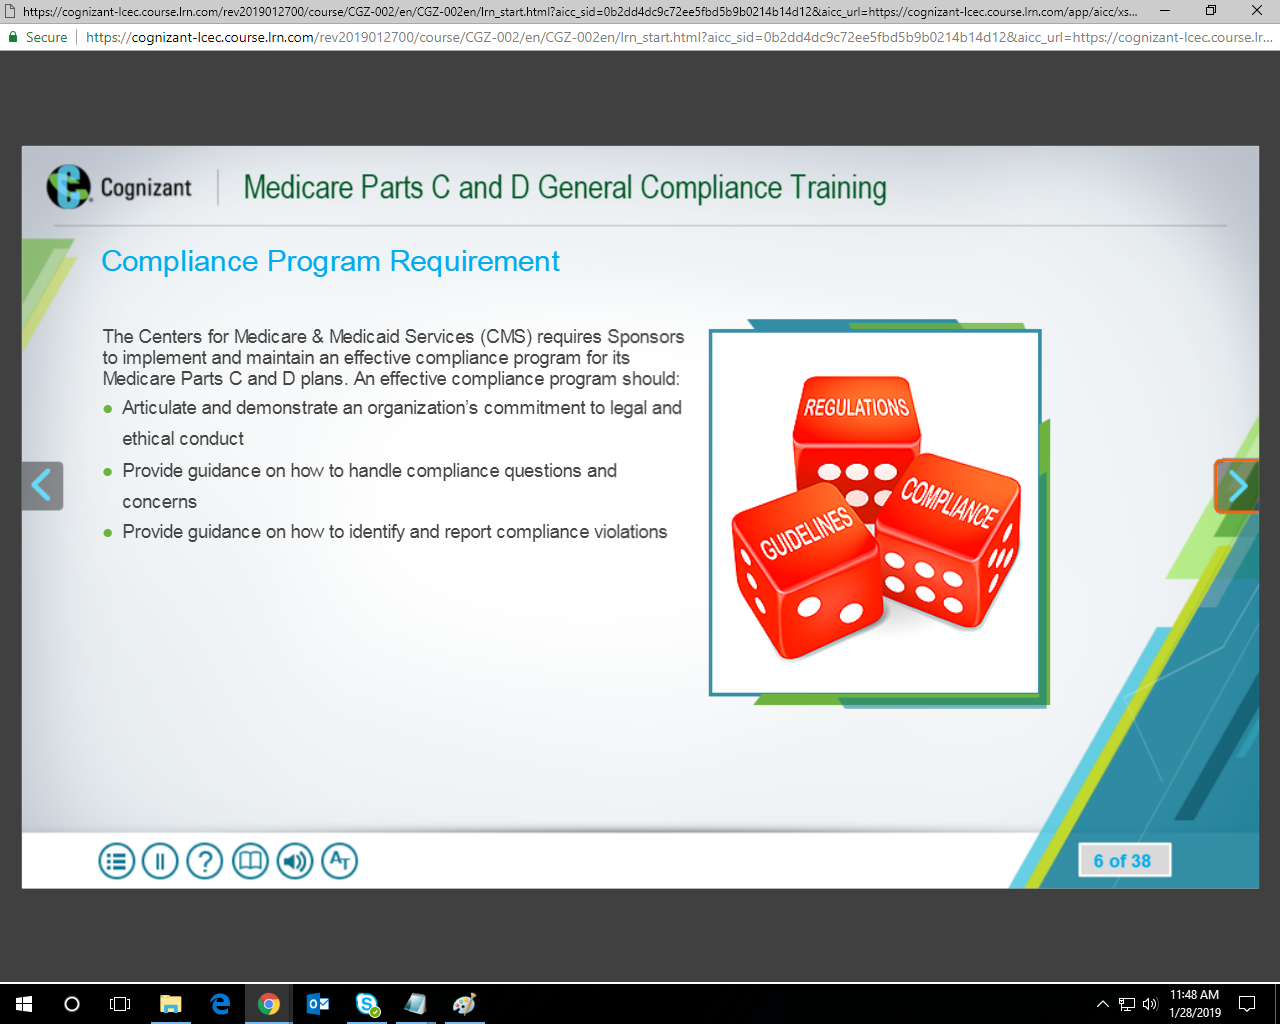 https://cognizant-lcec.course.lrn.com/rev2019012700/course/CGZ-002/en/CGZ-002en/lrn_start.html?aicc_sid=0b2dd4dc9c72ee5fbd5b9b0214b14d12&aicc_url=https://cognizant-lcec.course.lrn.com/app/aicc/xs...
Secure https://cognizant-lcec.course.lrn.com/rev2019012700/course/CGZ-002/en/CGZ-002en/lrn_start.html?aicc_sid=0b2dd4dc9c72ee5fbd5b9b0214b14d12&aicc_url=https://cognizant-lcec.course.lr...
Cognizant Medicare Parts C and D General Compliance Training
Compliance Program Requirement
The Centers for Medicare & Medicaid Services (CMS) requires Sponsors
to implement and maintain an effective compliance program for its
Medicare Parts C and D plans. An effective compliance program should:
Articulate and demonstrate an organization's commitment to legal and
ethical conduct
Provide guidance on how to handle compliance questions and
concerns
Provide guidance on how to identify and report compliance violations
REGULATIONS
COMPLIANCE
GUIDELINES
6 of 38
11:48 AM
1/28/2019